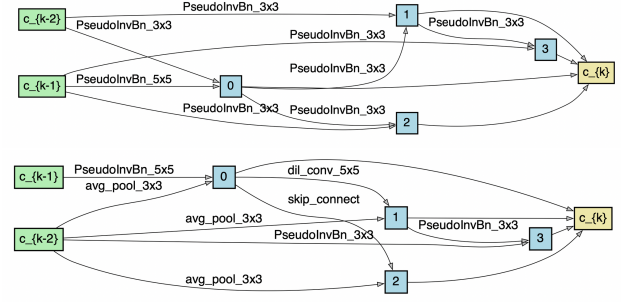 c_{k-2}
PseudoInvBn_3x3
1
PseudoInvBn_3x3
PseudoInvBn_3x3
PseudoInvBn_3x3
3
PseudoInvBn_3x3
c_{k}
c_{k-1}
PseudoInvBn_5x5
0
PseudoInvBn_3x3
PseudoInvBn_3x3
2
c_{k-1}
PseudoInvBn_5x5
0
dil_conv_5x5
avg_pool_3x3
skip_connect
avg_pool_3x3
1
PseudoInvBn_3x3
c_{k}
c_{k-2}
PseudoInvBn_3x3
3
avg_pool_3x3
2